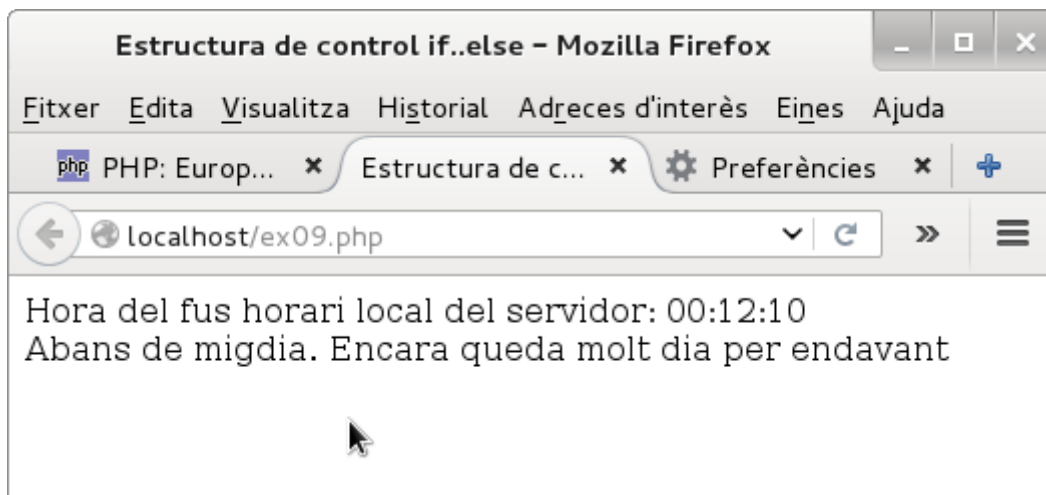 Estructura de control if..else – Mozilla Firefox
Fitxer Edita Visualitza Historial Adreces d'interès Eines Ajuda
php PHP: Europ... Estructura de c... Preferències
localhost/ex09.php
Hora del fus horari local del servidor: 00:12:10
Abans de migdia. Encara queda molt dia per endavant